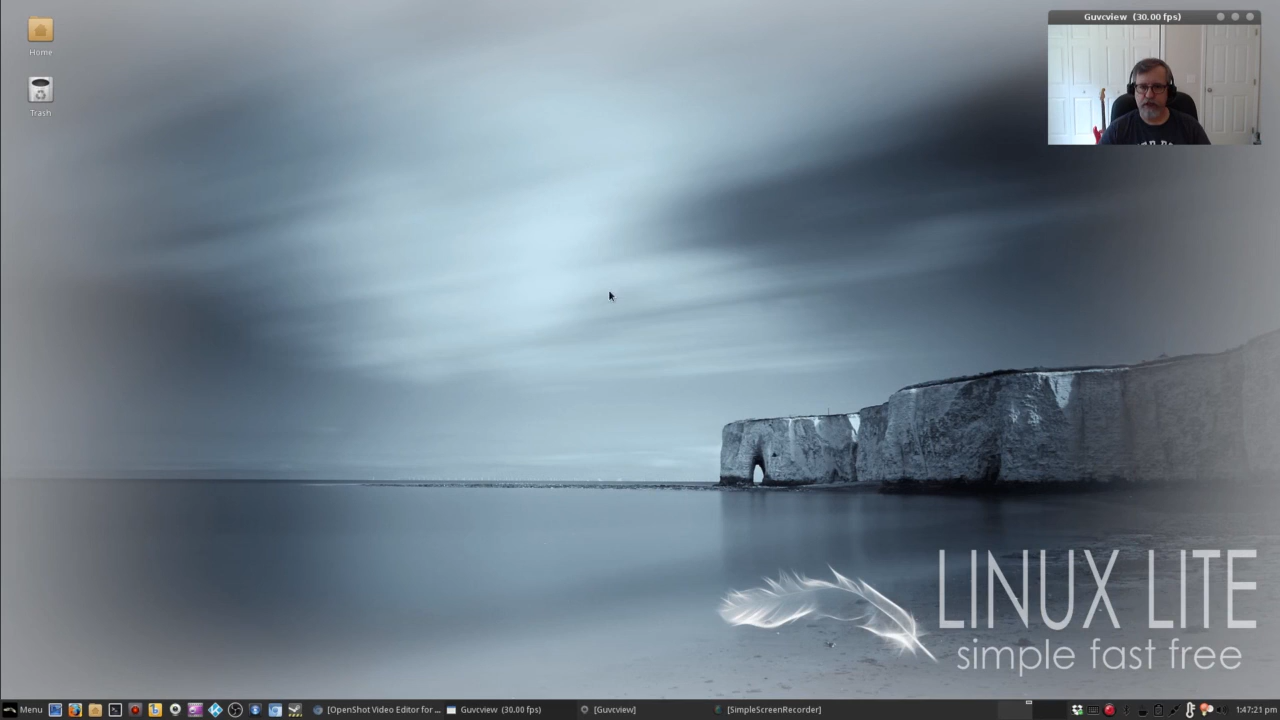 Home
Trash
Guvcview (30.00 fps)
LINUX LITE
simple fast free
Menu
[OpenShot Video Editor for ...
Guvcview (30.00 fps)
[Guvcview]
[SimpleScreenRecorder]
1:47:21 pm